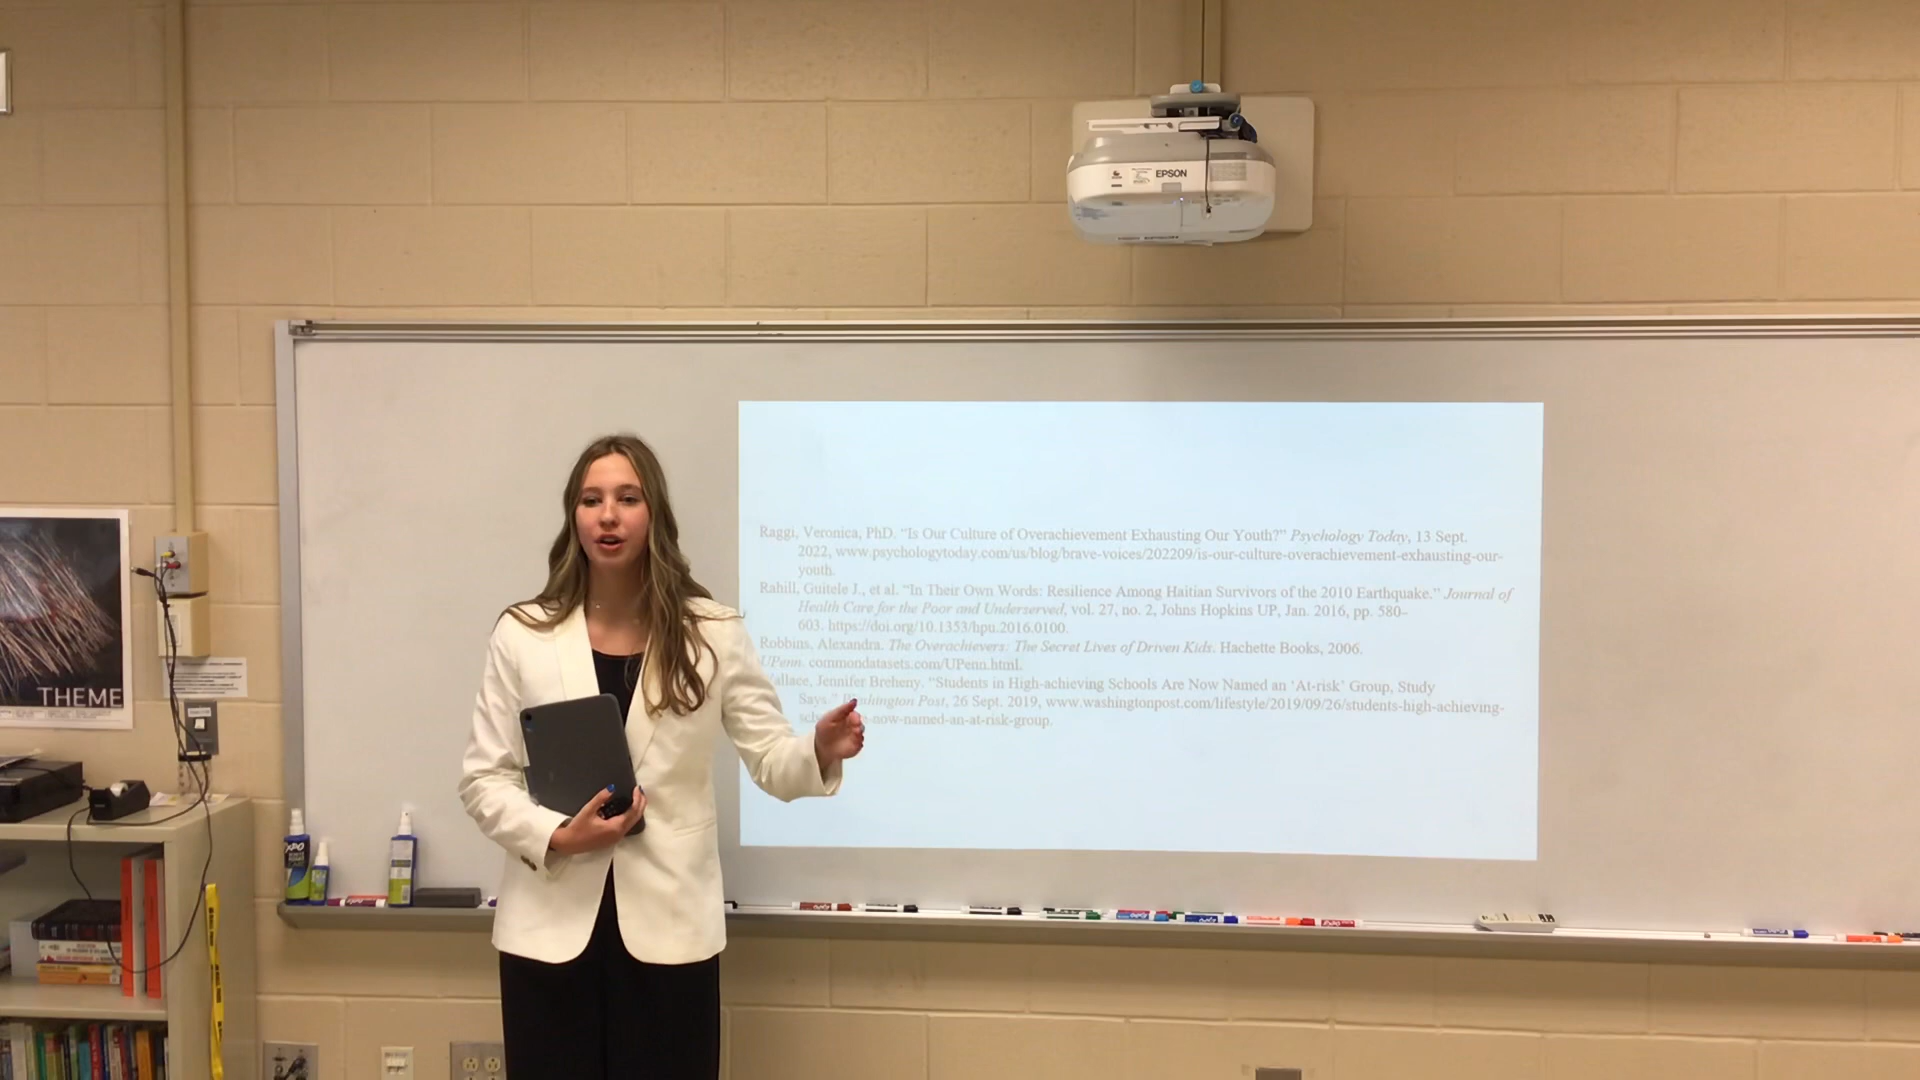 EPSON
EPSON
Raggi, Veronica, PhD. “Is Our Culture of Overachievement Exhausting Our Youth?” Psychology Today, 13 Sept.
2022, www.psychologytoday.com/us/blog/brave-voices/202209/is-our-culture-overachievement-exhausting-our-
youth.
Rahill, Guitele J., et al. “In Their Own Words: Resilience Among Haitian Survivors of the 2010 Earthquake.” Journal of
Health Care for the Poor and Underserved, vol. 27, no. 2, Johns Hopkins UP, Jan. 2016, pp. 580–
603. https://doi.org/10.1353/hpu.2016.0100.
Robbins, Alexandra. The Overachievers: The Secret Lives of Driven Kids. Hachette Books, 2006.
UPenn. commondatasets.com/UPenn.html.
Wallace, Jennifer Breheny. “Students in High-achieving Schools Are Now Named an ‘At-risk’ Group, Study
Says.” Washington Post, 26 Sept. 2019, www.washingtonpost.com/lifestyle/2019/09/26/students-high-achieving-
-now-named-an-at-risk-group.
THEME
EXPO